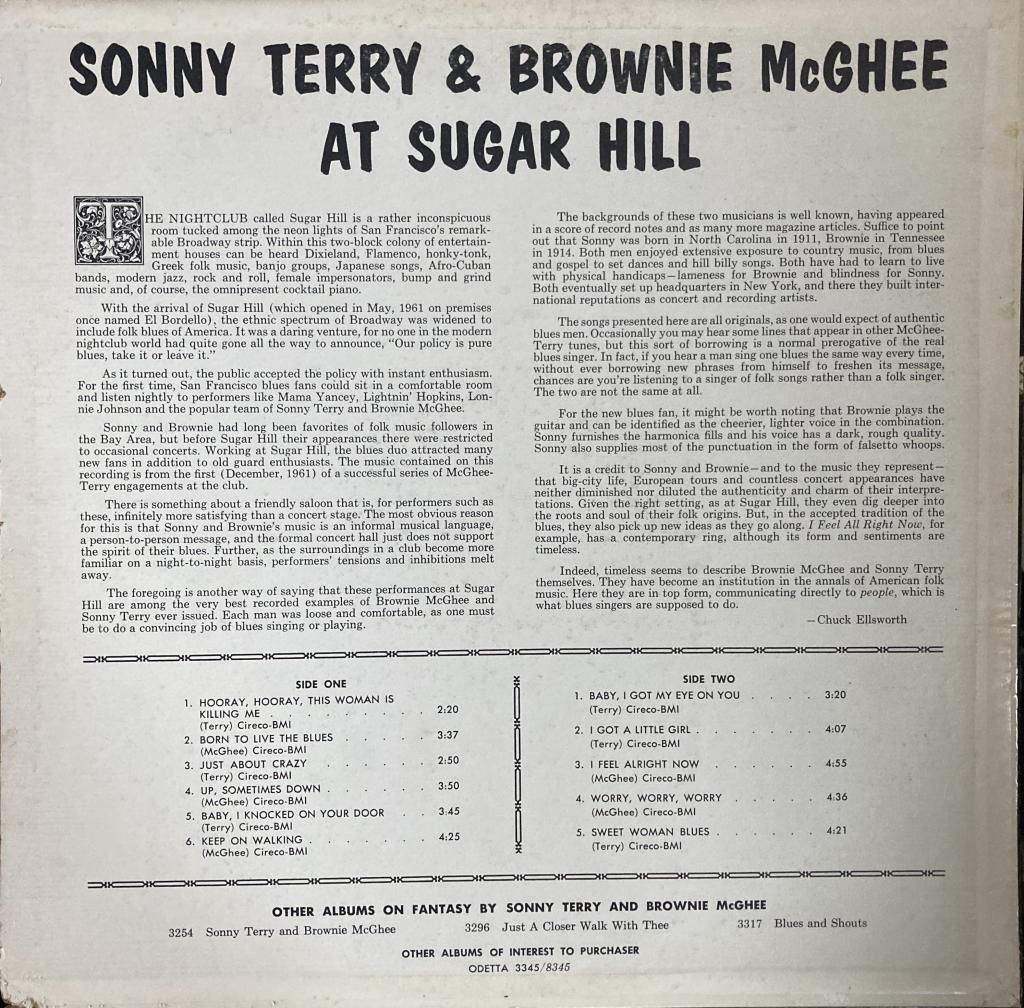 SONNY TERRY & BROWNIE McGHEE
AT SUGAR HILL
THE NIGHTCLUB called Sugar Hill is a rather inconspicuous
room tucked among the neon lights of San Francisco's remark-
able Broadway strip. Within this two-block colony of entertain-
ment houses can be heard Dixieland, Flamenco, honky-tonk,
Greek folk music, banjo groups, Japanese songs, Afro-Cuban
bands, modern jazz, rock and roll, female impersonators, bump and grind
music and, of course, the omnipresent cocktail piano.
With the arrival of Sugar Hill (which opened in May, 1961 on premises
once named El Bordello), the ethnic spectrum of Broadway was widened to
include folk blues of America. It was a daring venture, for no one in the modern
nightclub world had quite gone all the way to announce, "Our policy is pure
blues, take it or leave it."
As it turned out, the public accepted the policy with instant enthusiasm.
For the first time, San Francisco blues fans could sit in a comfortable room
and listen nightly to performers like Mama Yancey, Lightnin' Hopkins, Lon-
nie Johnson and the popular team of Sonny Terry and Brownie McGhee.
Sonny and Brownie had long been favorites of folk music followers in
the Bay Area, but before Sugar Hill their appearances there were restricted
to occasional concerts. Working at Sugar Hill, the blues duo attracted many
new fans in addition to old guard enthusiasts. The music contained on this
recording is from the first (December, 1961) of a successful series of McGhee-
Terry engagements at the club.
There is something about a friendly saloon that is, for performers such as
these, infinitely more satisfying than a concert stage. The most obvious reason
for this is that Sonny and Brownie's music is an informal musical language,
a person-to-person message, and the formal concert hall just does not support
the spirit of their blues. Further, as the surroundings in a club become more
familiar on a night-to-night basis, performers' tensions and inhibitions melt
away.
The foregoing is another way of saying that these performances at Sugar
Hill are among the very best recorded examples of Brownie McGhee and
Sonny Terry ever issued. Each man was loose and comfortable, as one must
be to do a convincing job of blues singing or playing.
The backgrounds of these two musicians is well known, having appeared
in a score of record notes and as many more magazine articles. Suffice to point
out that Sonny was born in North Carolina in 1911, Brownie in Tennessee
in 1914. Both men enjoyed extensive exposure to country music, from blues
and gospel to set dances and hill billy songs. Both have had to learn to live
with physical handicaps—lameness for Brownie and blindness for Sonny.
Both eventually set up headquarters in New York, and there they built inter-
national reputations as concert and recording artists.
The songs presented here are all originals, as one would expect of authentic
blues men. Occasionally you may hear some lines that appear in other McGhee-
Terry tunes, but this sort of borrowing is a normal prerogative of the real
blues singer. In fact, if you hear a man sing one blues the same way every time,
without ever borrowing new phrases from himself to freshen its message,
chances are you're listening to a singer of folk songs rather than a folk singer.
The two are not the same at all.
For the new blues fan, it might be worth noting that Brownie plays the
guitar and can be identified as the cheerier, lighter voice in the combination.
Sonny furnishes the harmonica fills and his voice has a dark, rough quality.
Sonny also supplies most of the punctuation in the form of falsetto whoops.
It is a credit to Sonny and Brownie—and to the music they represent—
that big-city life, European tours and countless concert appearances have
neither diminished nor diluted the authenticity and charm of their interpre-
tations. Given the right setting, as at Sugar Hill, they even dig deeper into
the roots and soul of their folk origins. But, in the accepted tradition of the
blues, they also pick up new ideas as they go along. I Feel All Right Now, for
example, has a contemporary ring, although its form and sentiments are
timeless.
Indeed, timeless seems to describe Brownie McGhee and Sonny Terry
themselves. They have become an institution in the annals of American folk
music. Here they are in top form, communicating directly to people, which is
what blues singers are supposed to do.
—Chuck Ellsworth
SIDE ONE
1. HOORAY, HOORAY, THIS WOMAN IS
KILLING ME . . . . . . . . . 2:20
(Terry) Cireco-BMI
2. BORN TO LIVE THE BLUES . . . . . 3:37
(McGhee) Cireco-BMI
3. JUST ABOUT CRAZY . . . . . . 2:50
(Terry) Cireco-BMI
4. UP, SOMETIMES DOWN . . . . . . 3:50
(McGhee) Cireco-BMI
5. BABY, I KNOCKED ON YOUR DOOR . . 3:45
(Terry) Cireco-BMI
6. KEEP ON WALKING . . . . . . . 4:25
(McGhee) Cireco-BMI
SIDE TWO
1. BABY, I GOT MY EYE ON YOU . . . . 3:20
(Terry) Cireco-BMI
2. I GOT A LITTLE GIRL . . . . . . . 4:07
(Terry) Cireco-BMI
3. I FEEL ALRIGHT NOW . . . . . . 4:55
(McGhee) Cireco-BMI
4. WORRY, WORRY, WORRY . . . . . 4:36
(McGhee) Cireco-BMI
5. SWEET WOMAN BLUES . . . . . . 4:21
(Terry) Cireco-BMI
OTHER ALBUMS ON FANTASY BY SONNY TERRY AND BROWNIE McGHEE
3254 Sonny Terry and Brownie McGhee 3296 Just A Closer Walk With Thee 3317 Blues and Shouts
OTHER ALBUMS OF INTEREST TO PURCHASER
ODETTA 3345/8345